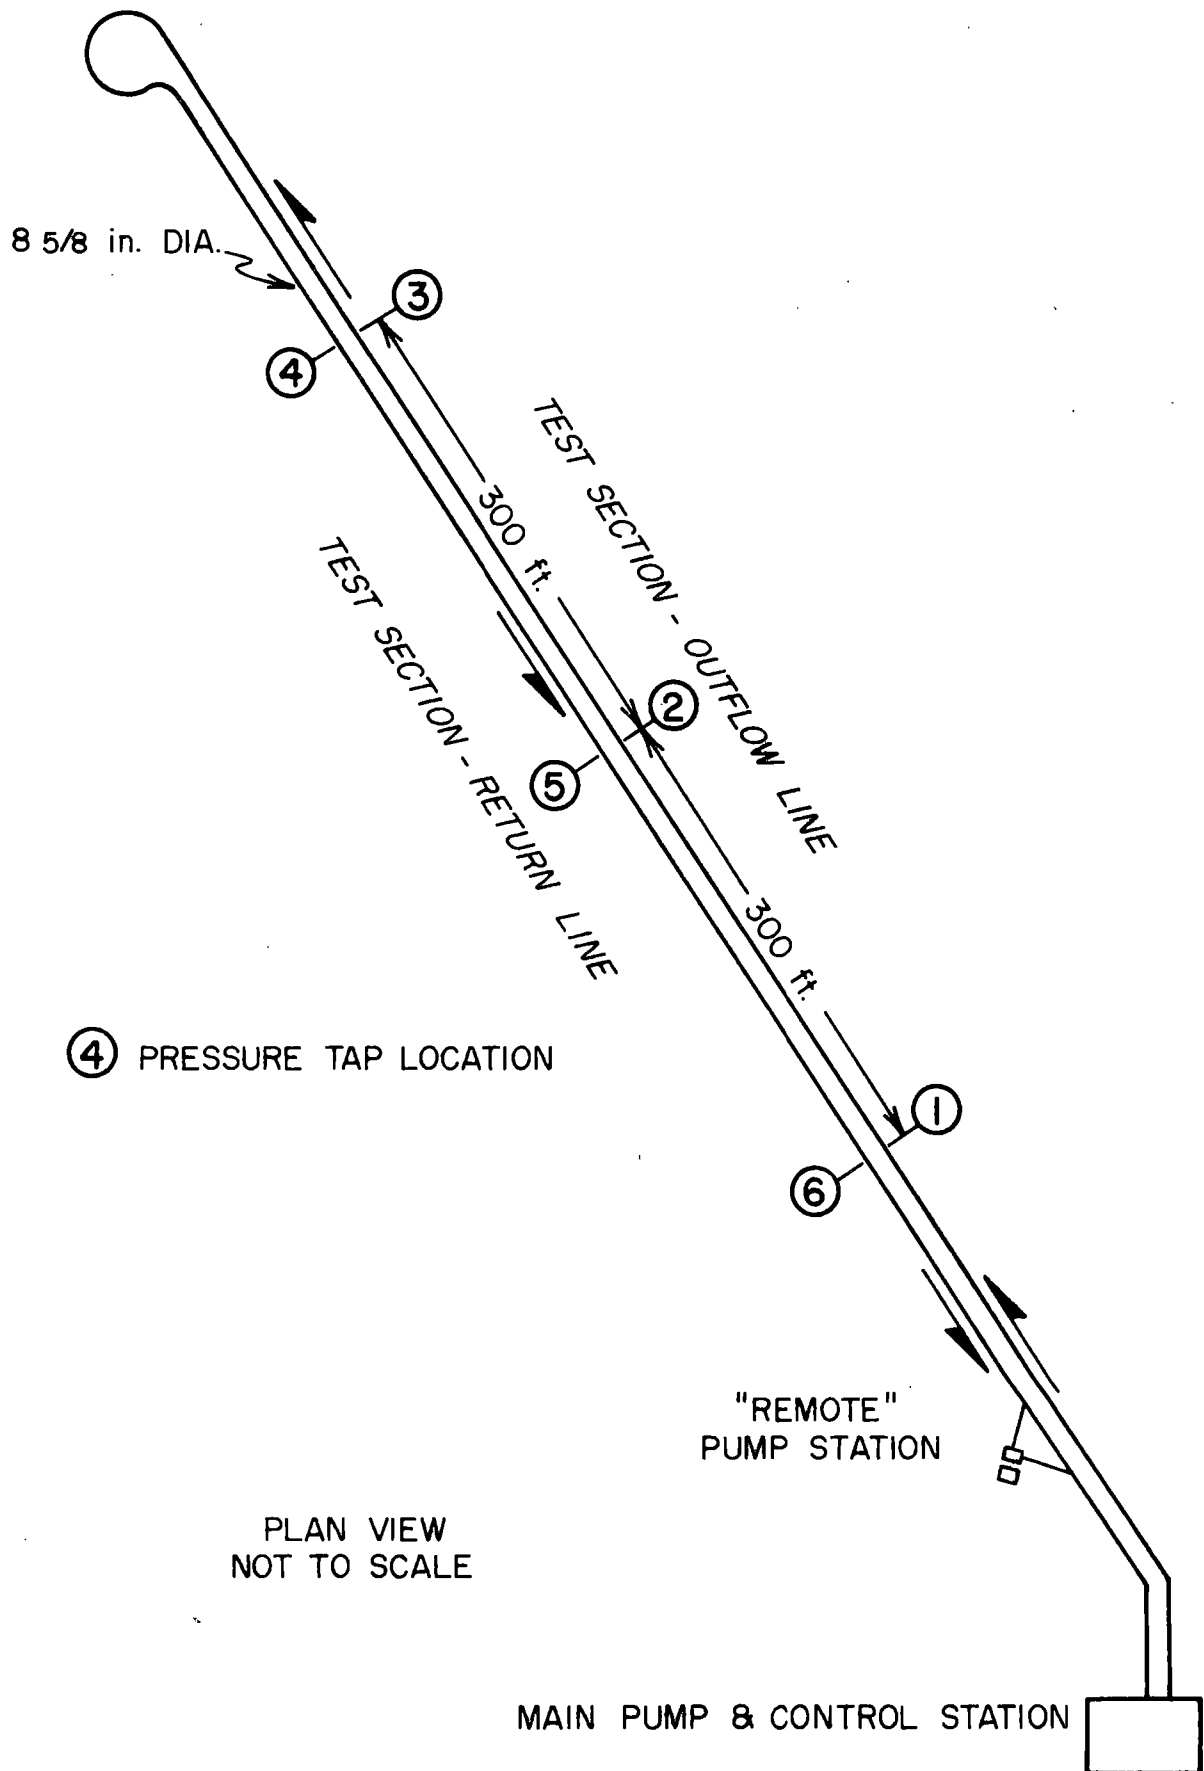 8 5/8 in. DIA.
3
4
TEST SECTION - OUTFLOW LINE
300 ft.
TEST SECTION - RETURN LINE
2
5
300 ft.
4 PRESSURE TAP LOCATION
1
6
"REMOTE"
PUMP STATION
PLAN VIEW
NOT TO SCALE
MAIN PUMP & CONTROL STATION